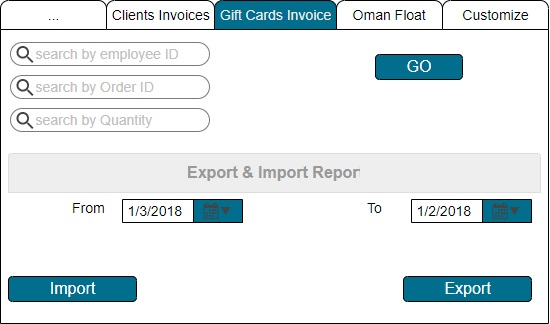 ... Clients Invoices Gift Cards Invoice Oman Float Customize
search by employee ID
GO
search by Order ID
search by Quantity
Export & Import Repor
From 1/3/2018 To 1/2/2018
Import Export